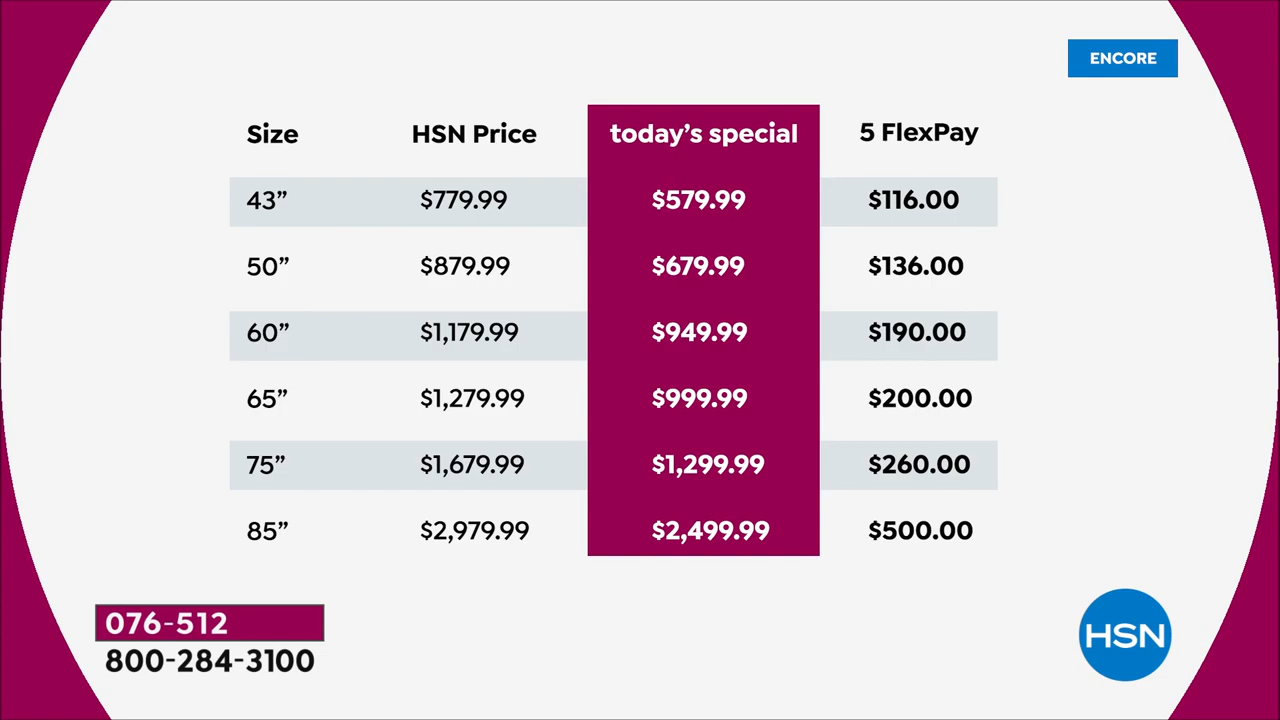 ENCORE
Size HSN Price today’s special 5 FlexPay
43” $779.99 $579.99 $116.00
50” $879.99 $679.99 $136.00
60” $1,179.99 $949.99 $190.00
65” $1,279.99 $999.99 $200.00
75” $1,679.99 $1,299.99 $260.00
85” $2,979.99 $2,499.99 $500.00
076-512
800-284-3100
HSN